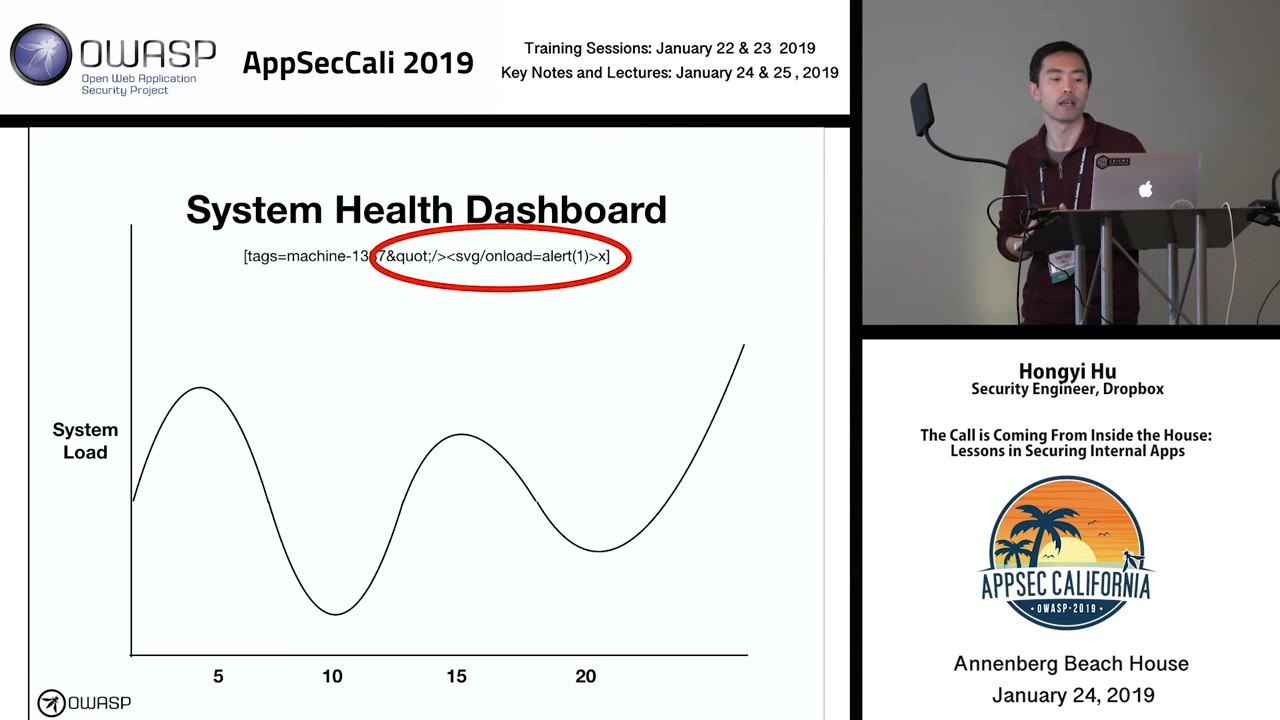 OWASP
Open Web Application
Security Project
AppSecCali 2019
Training Sessions: January 22 & 23 2019
Key Notes and Lectures: January 24 & 25 , 2019
System Health Dashboard
[tags=machine-1337&quot;/><svg/onload=alert(1)>x]
System
Load
5
10
15
20
OWASP
Hongyi Hu
Security Engineer, Dropbox
The Call is Coming From Inside the House:
Lessons in Securing Internal Apps
APPSEC CALIFORNIA
• OWASP-2019 •
Annenberg Beach House
January 24, 2019